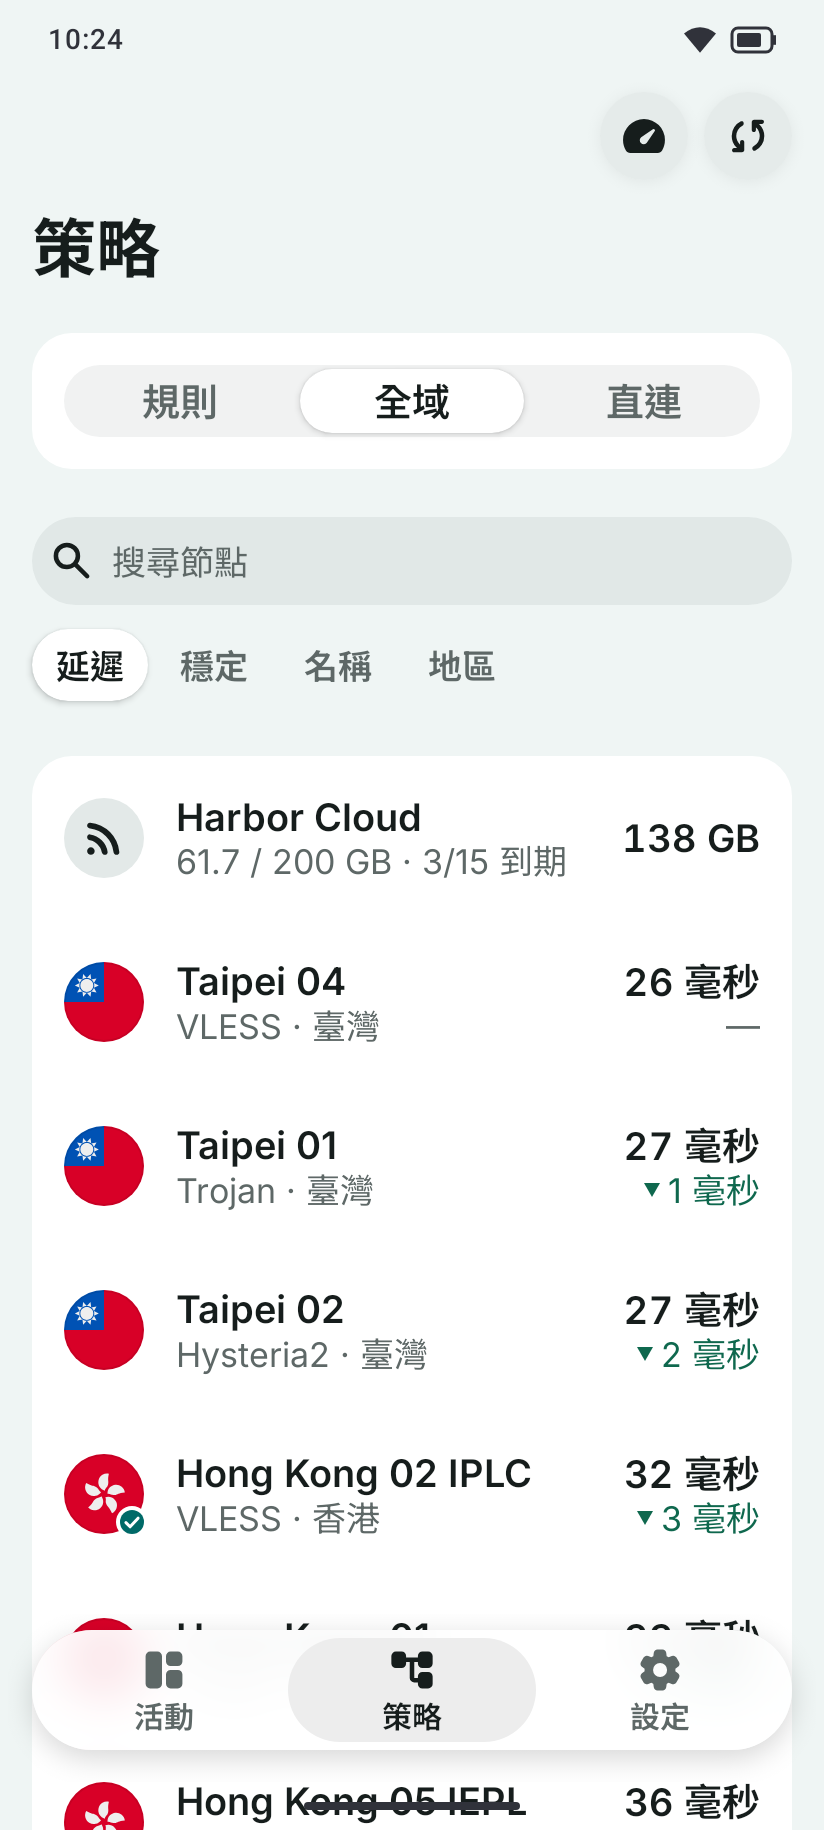 10:24
策略
規則 全域 直連
搜尋節點
延遲 穩定 名稱 地區
Harbor Cloud
61.7 / 200 GB · 3/15 到期
138 GB
Taipei 04
VLESS · 臺灣
26 毫秒
—
Taipei 01
Trojan · 臺灣
27 毫秒
▼1 毫秒
Taipei 02
Hysteria2 · 臺灣
27 毫秒
▼2 毫秒
Hong Kong 02 IPLC
VLESS · 香港
32 毫秒
▼3 毫秒
活動 策略 設定
Hong Kong 05 IEPL
36 毫秒